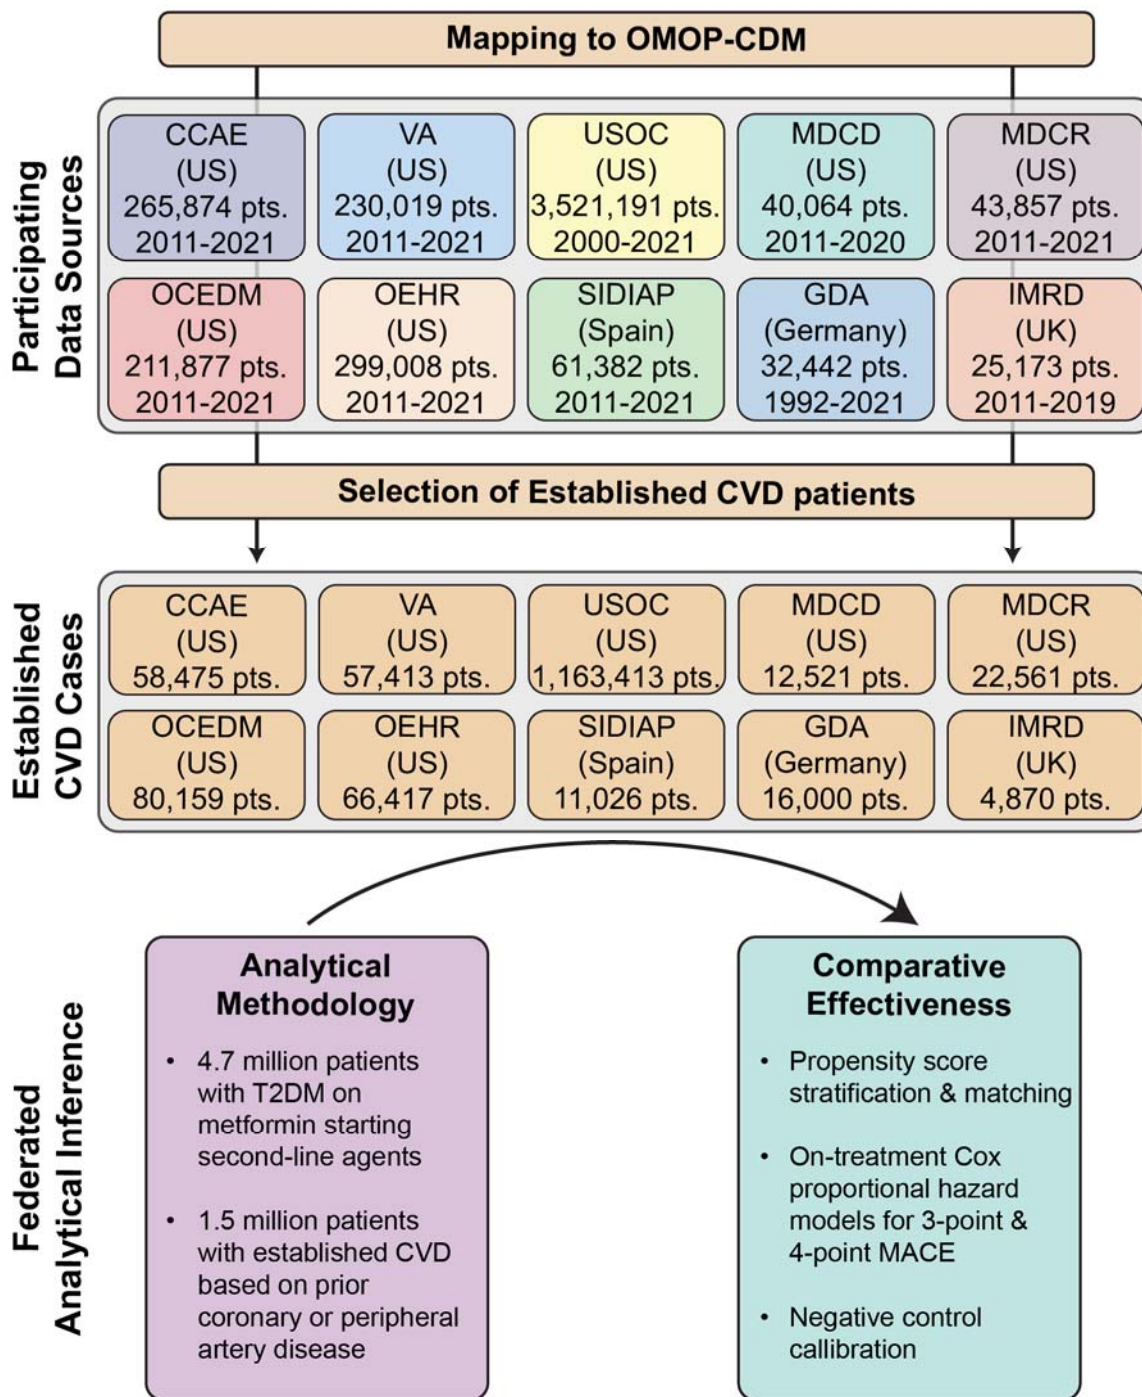 Mapping to OMOP-CDM
Participating
Data Sources
CCAE
(US)
265,874 pts.
2011-2021
VA
(US)
230,019 pts.
2011-2021
USOC
(US)
3,521,191 pts.
2000-2021
MDCD
(US)
40,064 pts.
2011-2020
MDCR
(US)
43,857 pts.
2011-2021
OCEDM
(US)
211,877 pts.
2011-2021
OEHR
(US)
299,008 pts.
2011-2021
SIDIAP
(Spain)
61,382 pts.
2011-2021
GDA
(Germany)
32,442 pts.
1992-2021
IMRD
(UK)
25,173 pts.
2011-2019
Selection of Established CVD patients
Established
CVD Cases
CCAE
(US)
58,475 pts.
VA
(US)
57,413 pts.
USOC
(US)
1,163,413 pts.
MDCD
(US)
12,521 pts.
MDCR
(US)
22,561 pts.
OCEDM
(US)
80,159 pts.
OEHR
(US)
66,417 pts.
SIDIAP
(Spain)
11,026 pts.
GDA
(Germany)
16,000 pts.
IMRD
(UK)
4,870 pts.
Federated
Analytical Inference
Analytical
Methodology
• 4.7 million patients
with T2DM on
metformin starting
second-line agents
• 1.5 million patients
with established CVD
based on prior
coronary or peripheral
artery disease
Comparative
Effectiveness
• Propensity score
stratification & matching
• On-treatment Cox
proportional hazard
models for 3-point &
4-point MACE
• Negative control
callibration